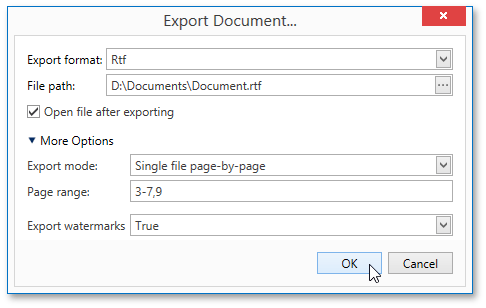 Export Document...
Export format: Rtf
File path: D:\Documents\Document.rtf
Open file after exporting
More Options
Export mode: Single file page-by-page
Page range: 3-7,9
Export watermarks True
OK Cancel